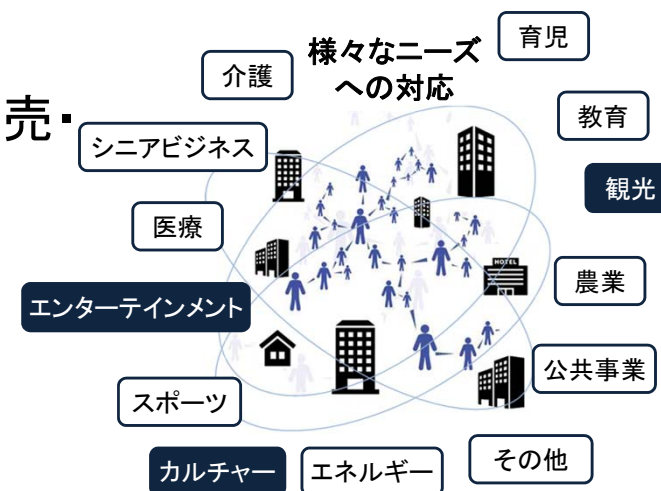 様々なニーズ
への対応
育児
介護
売・
教育
シニアビジネス
観光
医療
HOTEL
農業
エンターテインメント
公共事業
スポーツ
カルチャー
エネルギー
その他